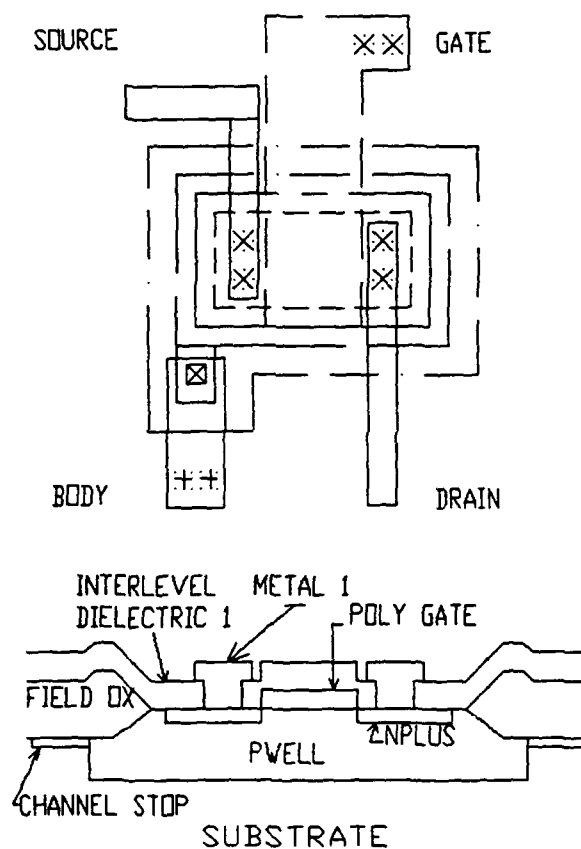 SOURCE
GATE
BODY
DRAIN
INTERLEVEL
DIELECTRIC 1
METAL 1
POLY GATE
FIELD OX
NPLUS
PWELL
CHANNEL STOP
SUBSTRATE